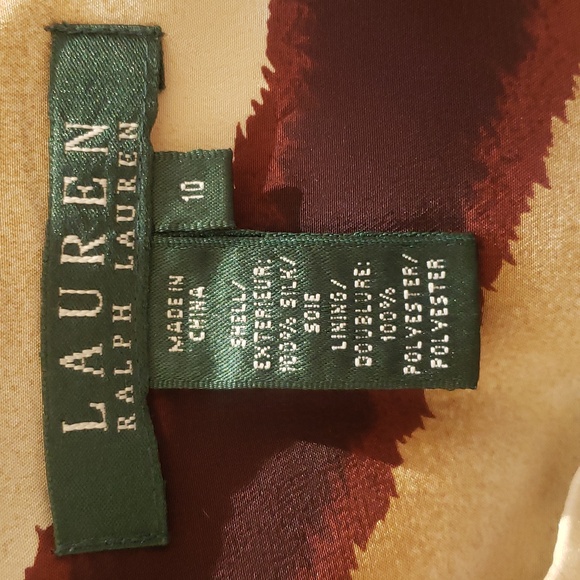 LAUREN
RALPH LAUREN
10
MADE IN
CHINA
SHELL/
EXTERIEUR:
100% SILK/
SOIE
LINING/
DOUBLURE:
100%
POLYESTER/
POLYESTER